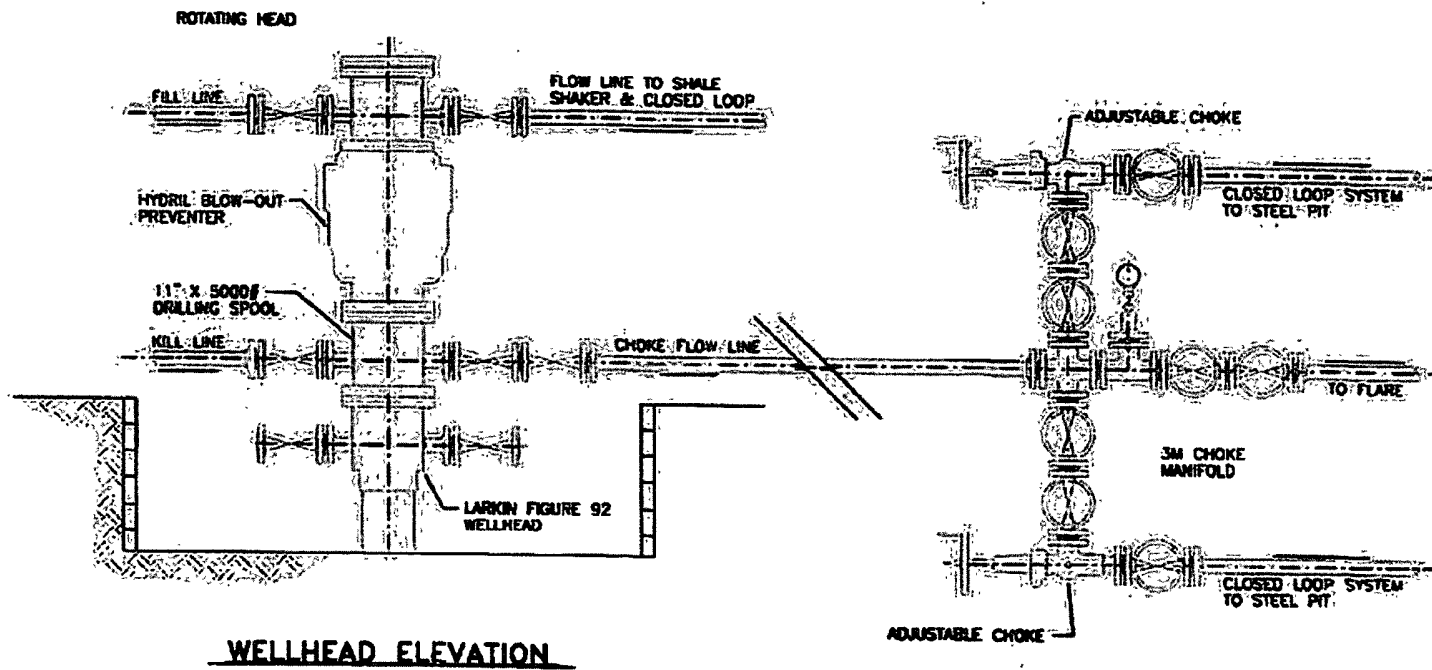 ROTATING HEAD
FILL LINE
FLOW LINE TO SHALE
SHAKER & CLOSED LOOP
HYDRIL BLOW-OUT
PREVENTER
11" X 5000#
DRILLING SPOOL
KILL LINE
CHOKE FLOW LINE
LARKIN FIGURE 92
WELLHEAD
WELLHEAD ELEVATION
ADJUSTABLE CHOKE
CLOSED LOOP SYSTEM
TO STEEL PIT
TO FLARE
3M CHOKE
MANIFOLD
CLOSED LOOP SYSTEM
TO STEEL PIT
ADJUSTABLE CHOKE